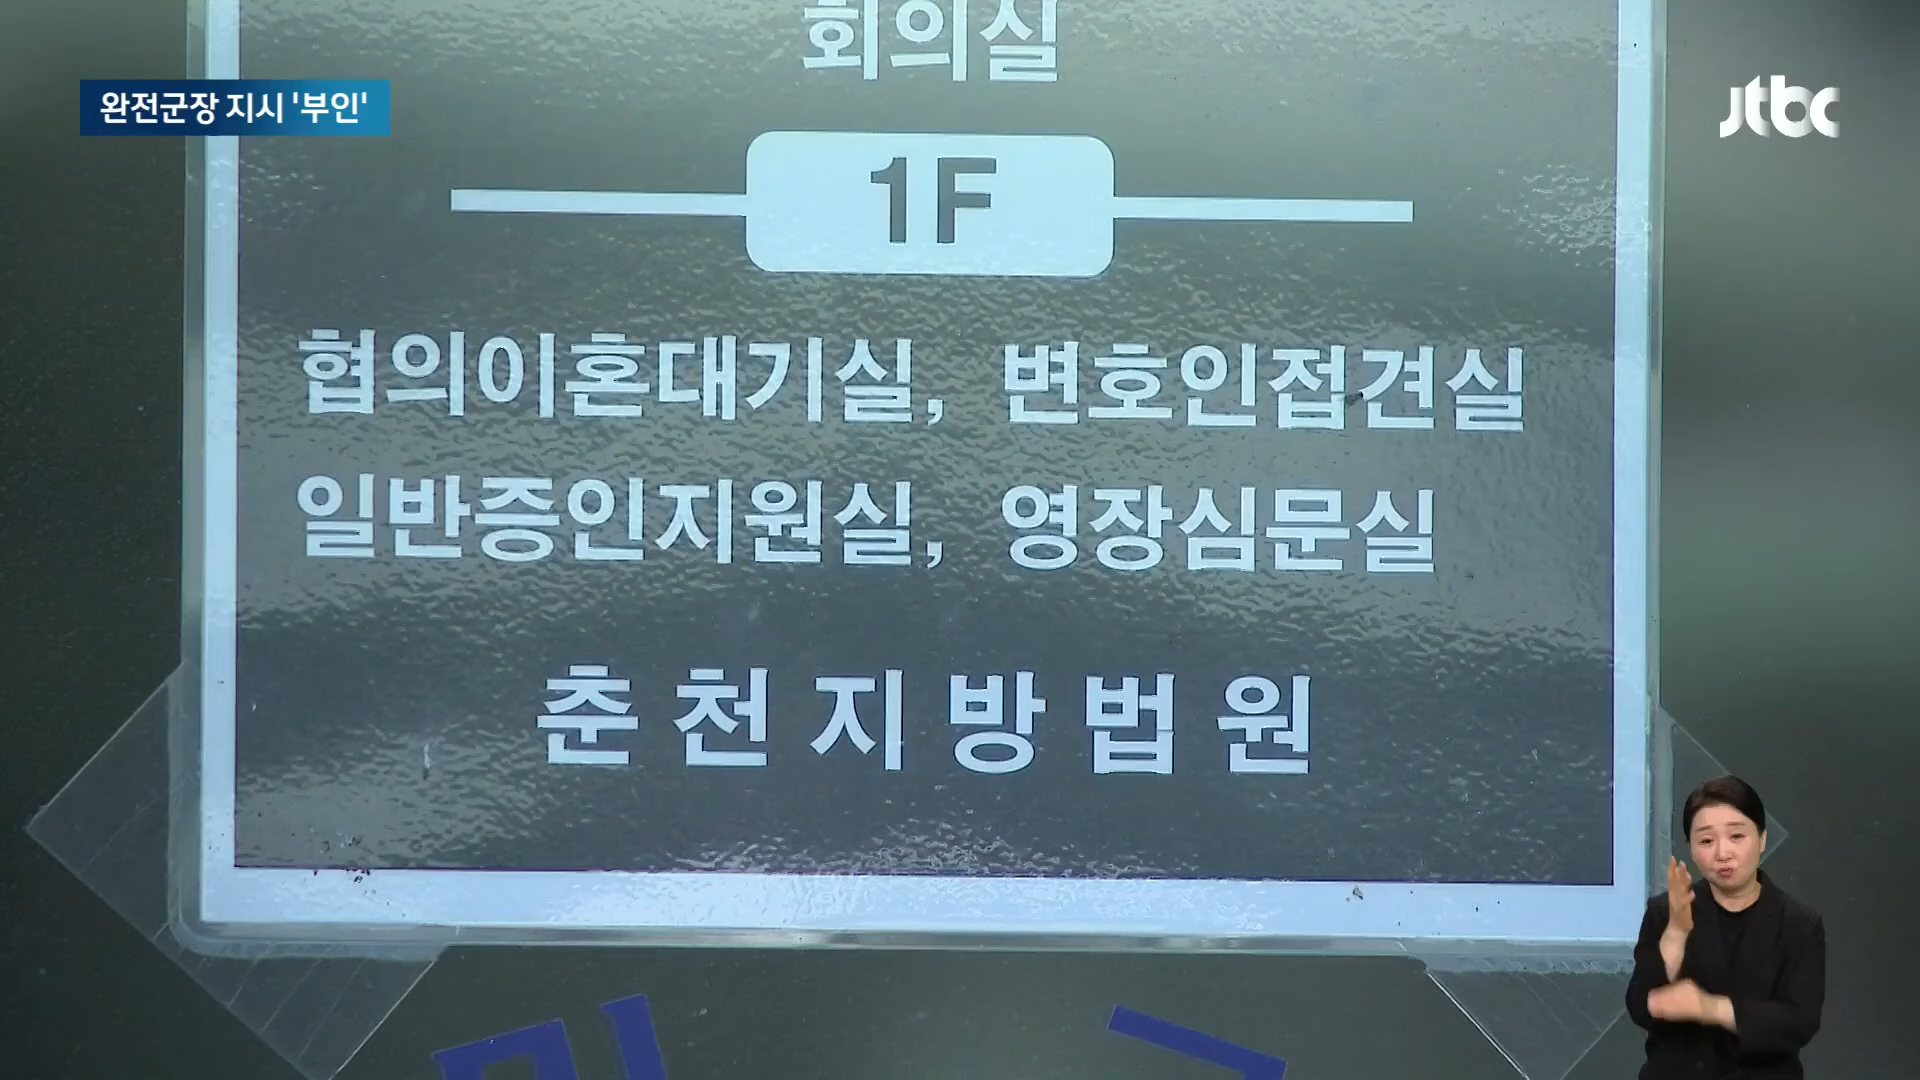 회의실
완전군장 지시 '부인'
jtbc
1F
협의이혼대기실, 변호인접견실
일반증인지원실, 영장심문실
춘천지방법원